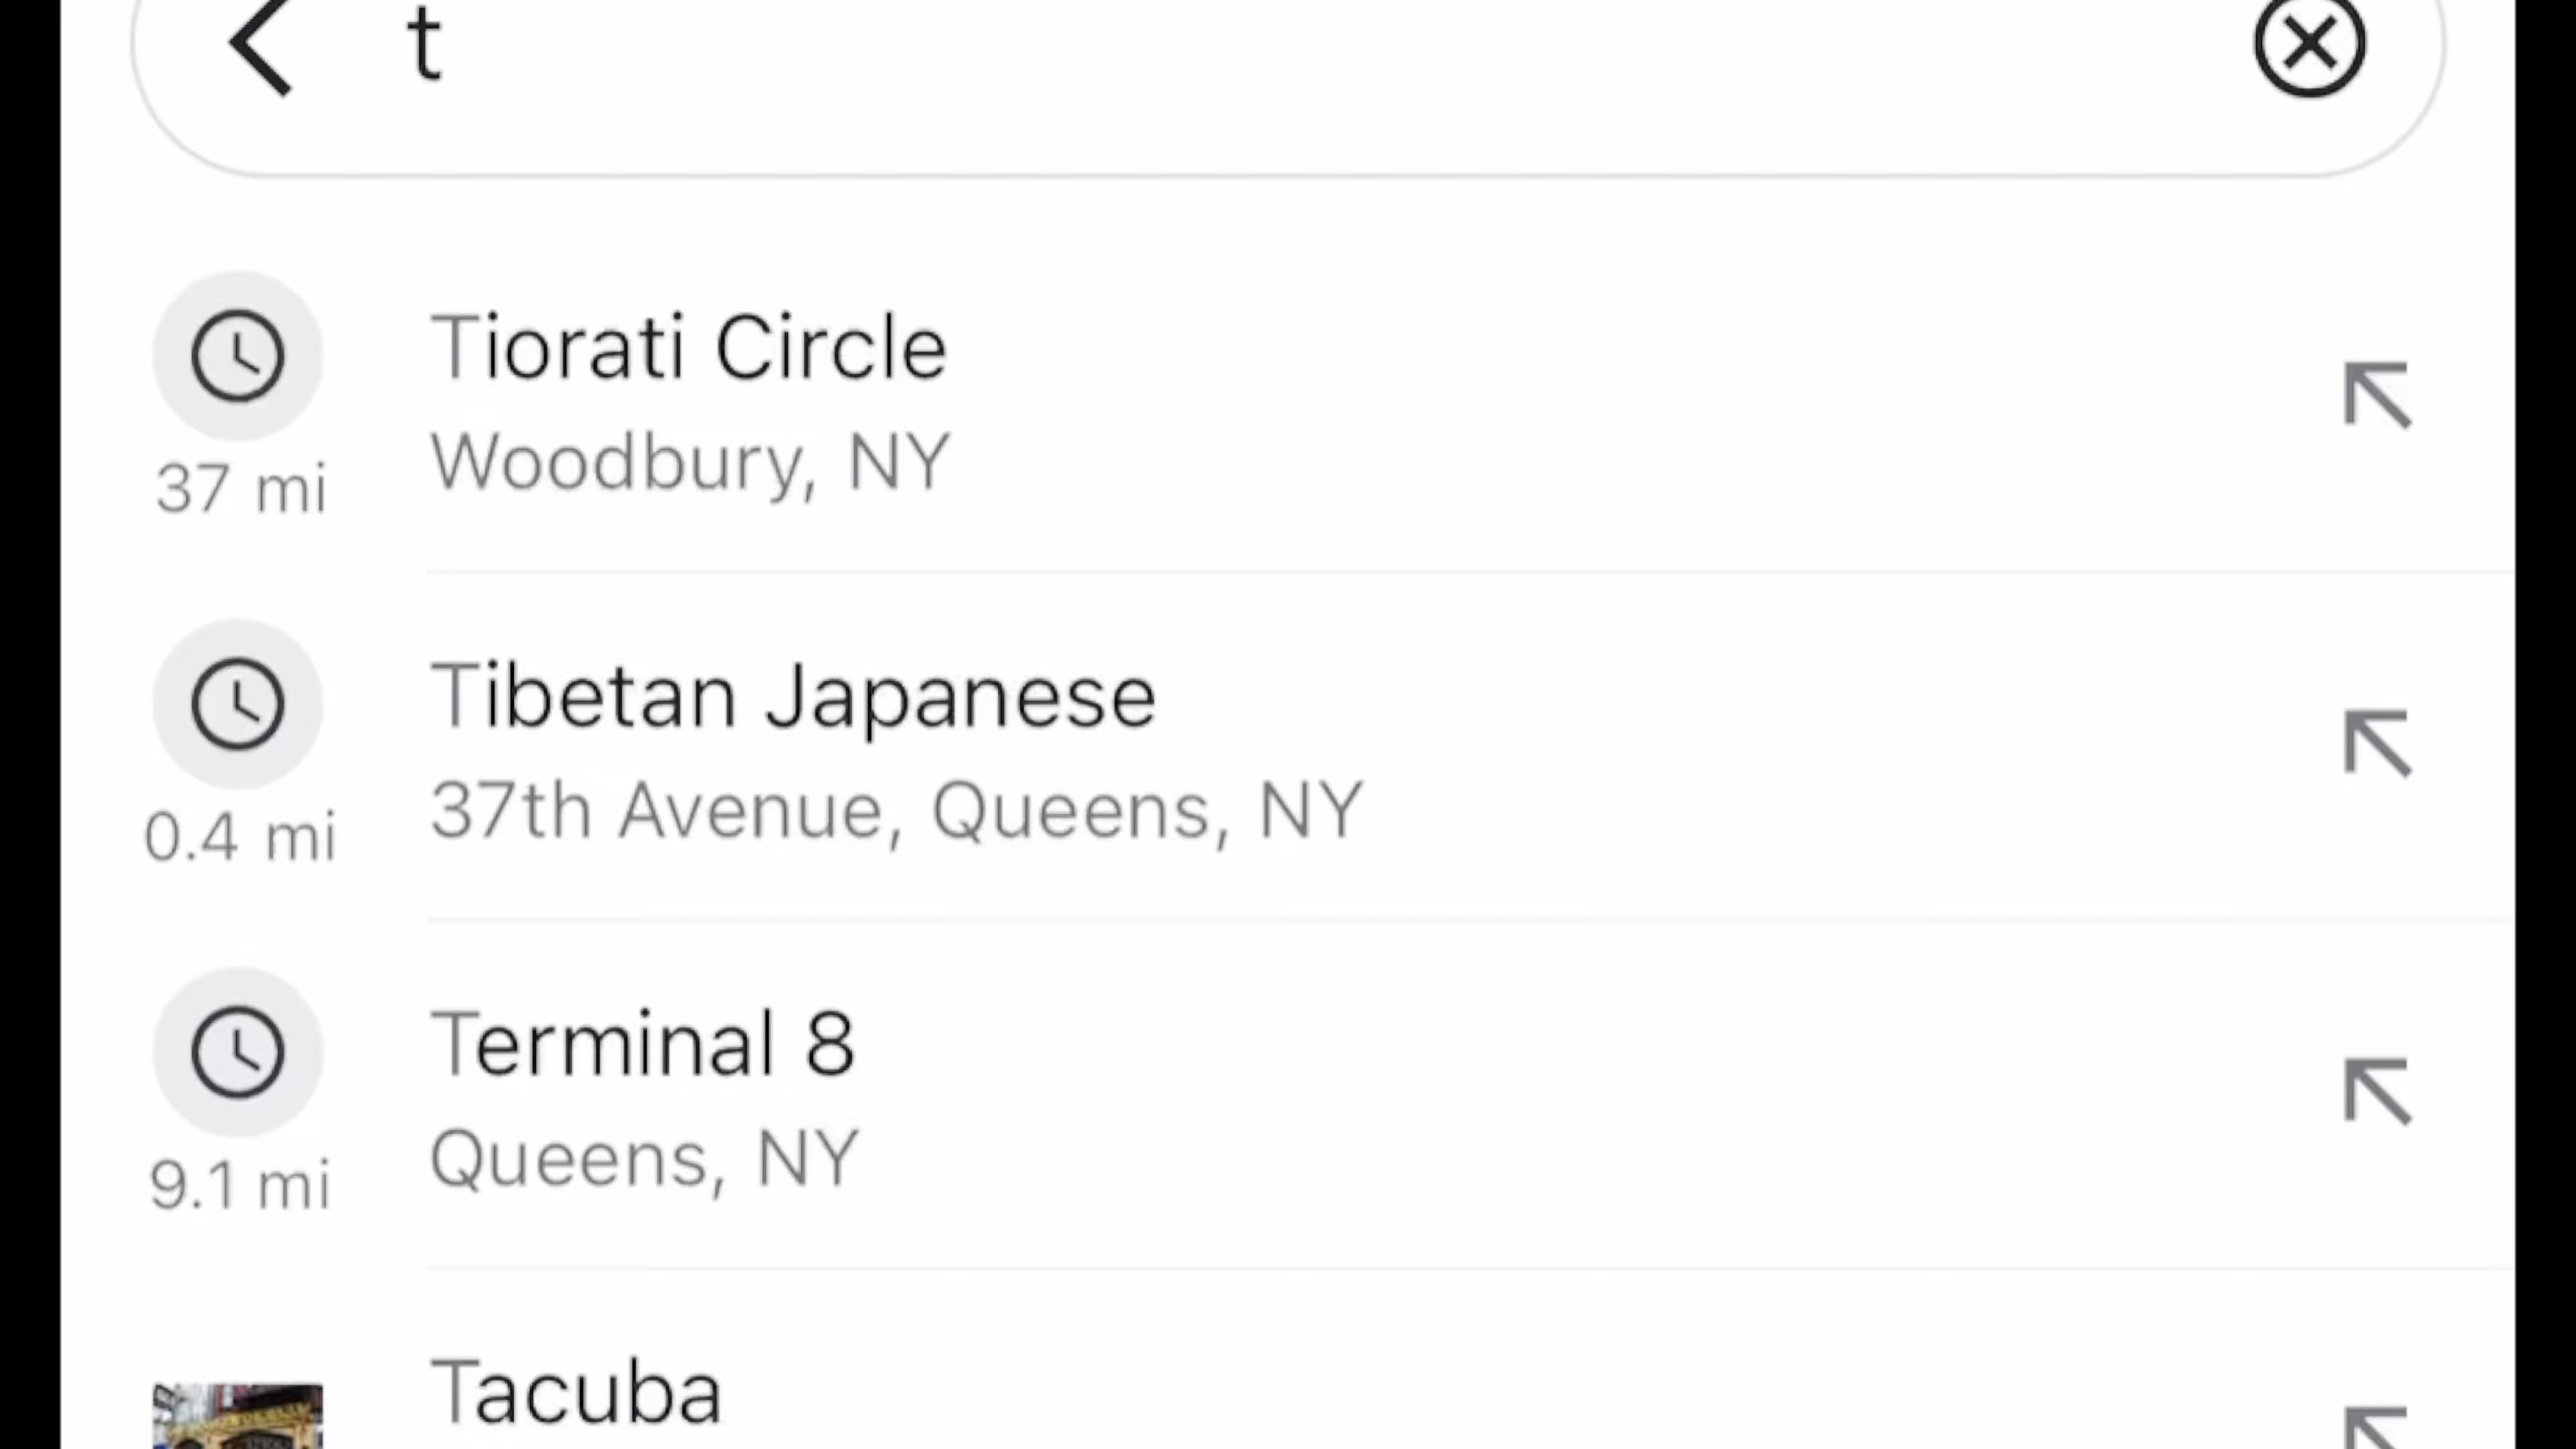 t
Tiorati Circle
37 mi
Woodbury, NY
Tibetan Japanese
0.4 mi
37th Avenue, Queens, NY
Terminal 8
9.1 mi
Queens, NY
Tacuba